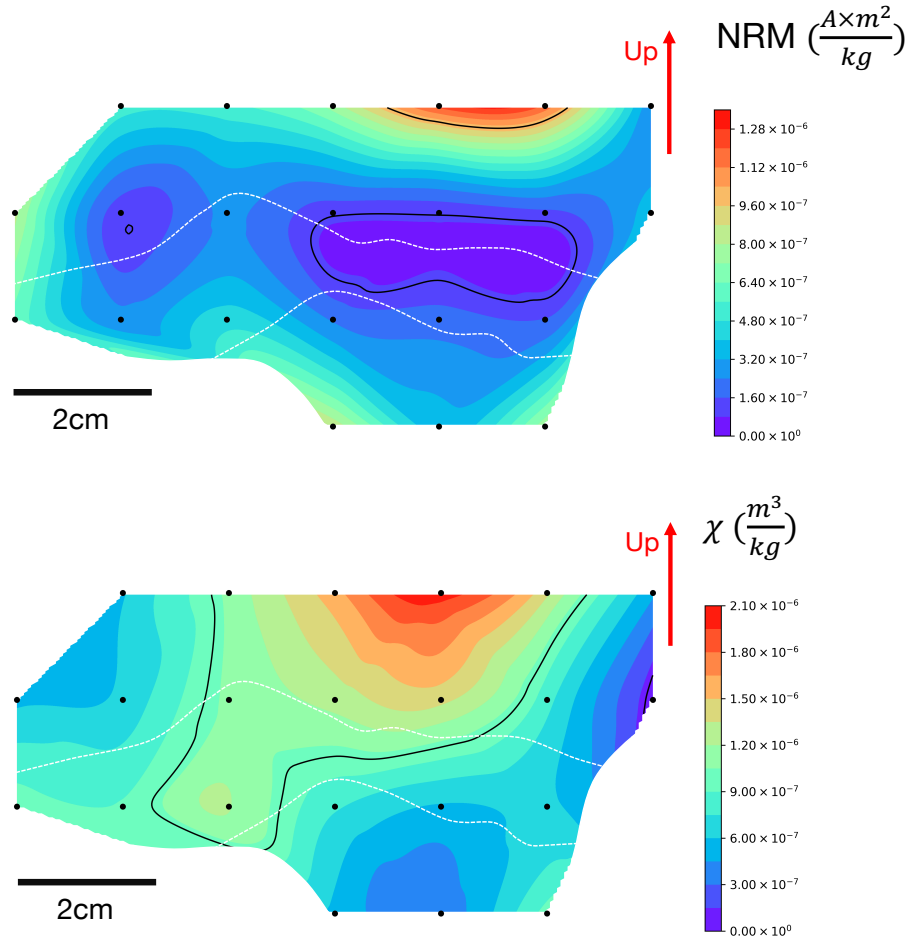 NRM (A×m²/kg)
Up
1.28 × 10⁻⁶
1.12 × 10⁻⁶
9.60 × 10⁻⁷
8.00 × 10⁻⁷
6.40 × 10⁻⁷
4.80 × 10⁻⁷
3.20 × 10⁻⁷
1.60 × 10⁻⁷
0.00 × 10⁰
2cm
χ (m³/kg)
Up
2.10 × 10⁻⁶
1.80 × 10⁻⁶
1.50 × 10⁻⁶
1.20 × 10⁻⁶
9.00 × 10⁻⁷
6.00 × 10⁻⁷
3.00 × 10⁻⁷
0.00 × 10⁰
2cm